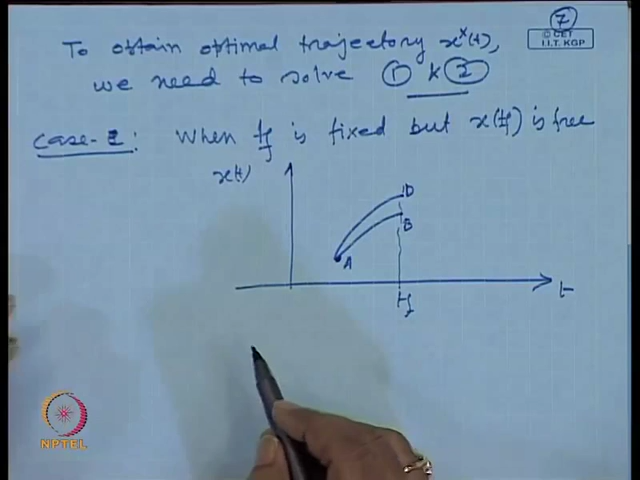 7
© CET
I.I.T. KGP
To obtain optimal trajectory x*(t),
we need to solve ① & ②
Case-2: When tf is fixed but x(tf) is free
x(t)
D
B
A
tf
t
NPTEL